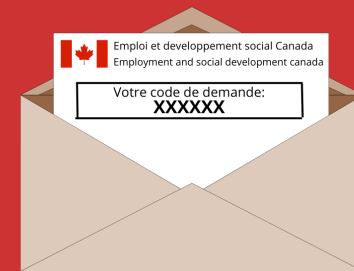 Emploi et developpement social Canada
Employment and social development canada
Votre code de demande:
XXXXXX